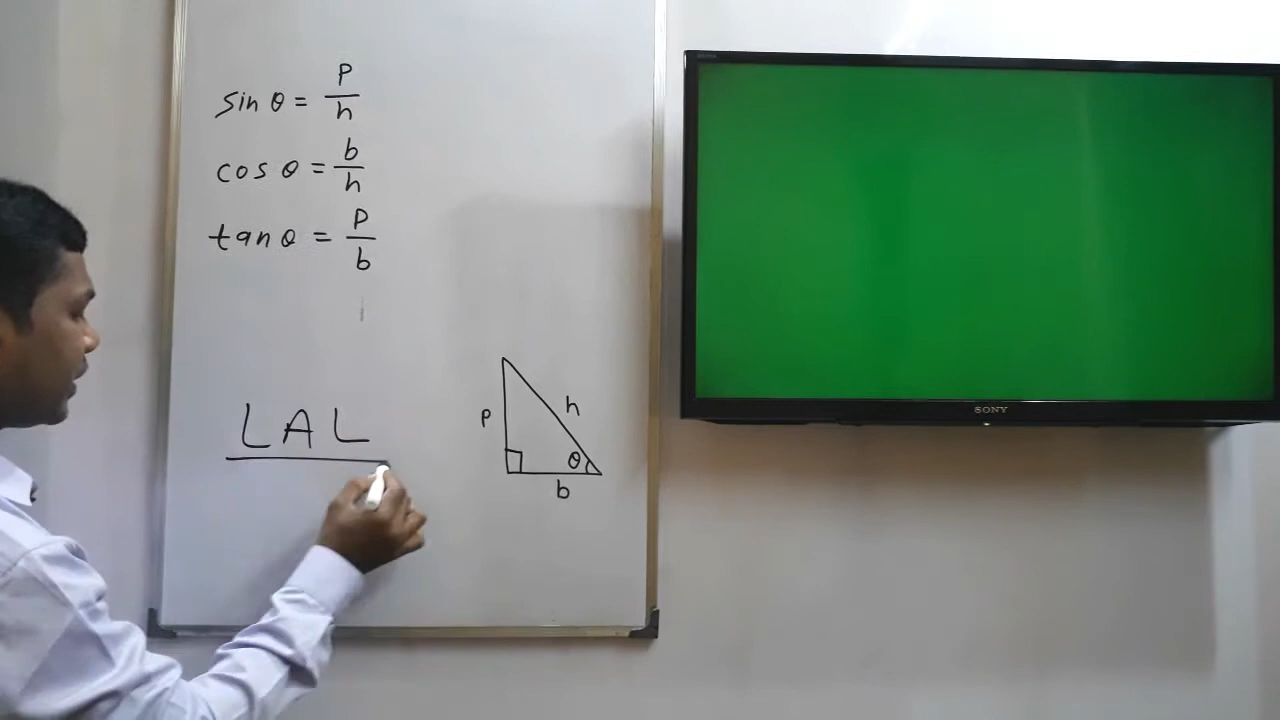 sin θ = P/h
cos θ = b/h
tan θ = P/b
LAL
P
h
θ
b
SONY